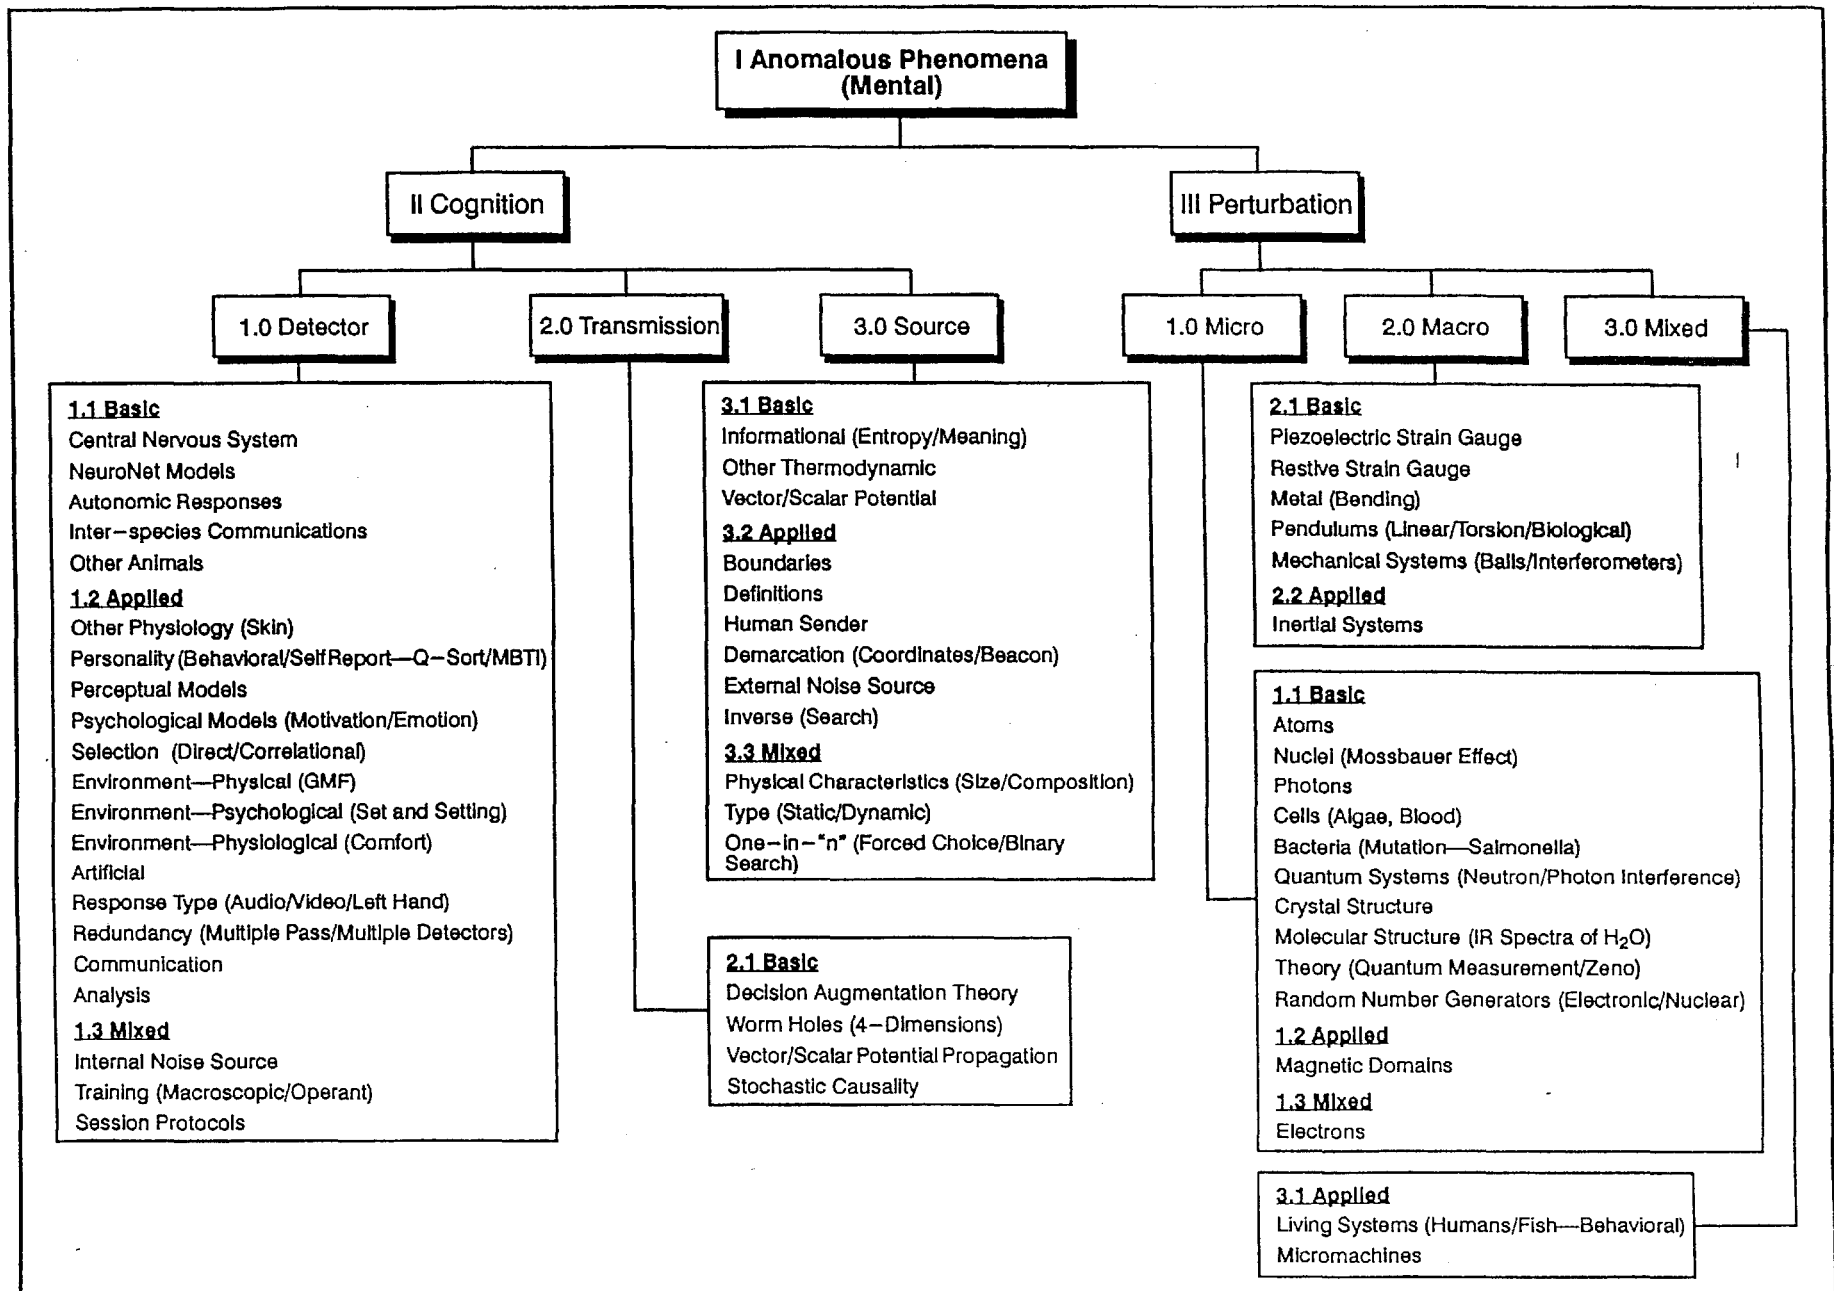 I Anomalous Phenomena
(Mental)
II Cognition
III Perturbation
1.0 Detector
2.0 Transmission
3.0 Source
1.0 Micro
2.0 Macro
3.0 Mixed
1.1 Basic
Central Nervous System
NeuroNet Models
Autonomic Responses
Inter-species Communications
Other Animals
1.2 Applied
Other Physiology (Skin)
Personality (Behavioral/Self Report—Q-Sort/MBTI)
Perceptual Models
Psychological Models (Motivation/Emotion)
Selection (Direct/Correlational)
Environment—Physical (GMF)
Environment—Psychological (Set and Setting)
Environment—Physiological (Comfort)
Artificial
Response Type (Audio/Video/Left Hand)
Redundancy (Multiple Pass/Multiple Detectors)
Communication
Analysis
1.3 Mixed
Internal Noise Source
Training (Macroscopic/Operant)
Session Protocols
3.1 Basic
Informational (Entropy/Meaning)
Other Thermodynamic
Vector/Scalar Potential
3.2 Applied
Boundaries
Definitions
Human Sender
Demarcation (Coordinates/Beacon)
External Noise Source
Inverse (Search)
3.3 Mixed
Physical Characteristics (Size/Composition)
Type (Static/Dynamic)
One-in-"n" (Forced Choice/Binary
Search)
2.1 Basic
Decision Augmentation Theory
Worm Holes (4-Dimensions)
Vector/Scalar Potential Propagation
Stochastic Causality
2.1 Basic
Piezoelectric Strain Gauge
Restive Strain Gauge
Metal (Bending)
Pendulums (Linear/Torsion/Biological)
Mechanical Systems (Balls/Interferometers)
2.2 Applied
Inertial Systems
1.1 Basic
Atoms
Nuclei (Mossbauer Effect)
Photons
Cells (Algae, Blood)
Bacteria (Mutation—Salmonella)
Quantum Systems (Neutron/Photon Interference)
Crystal Structure
Molecular Structure (IR Spectra of H₂O)
Theory (Quantum Measurement/Zeno)
Random Number Generators (Electronic/Nuclear)
1.2 Applied
Magnetic Domains
1.3 Mixed
Electrons
3.1 Applied
Living Systems (Humans/Fish—Behavioral)
Micromachines